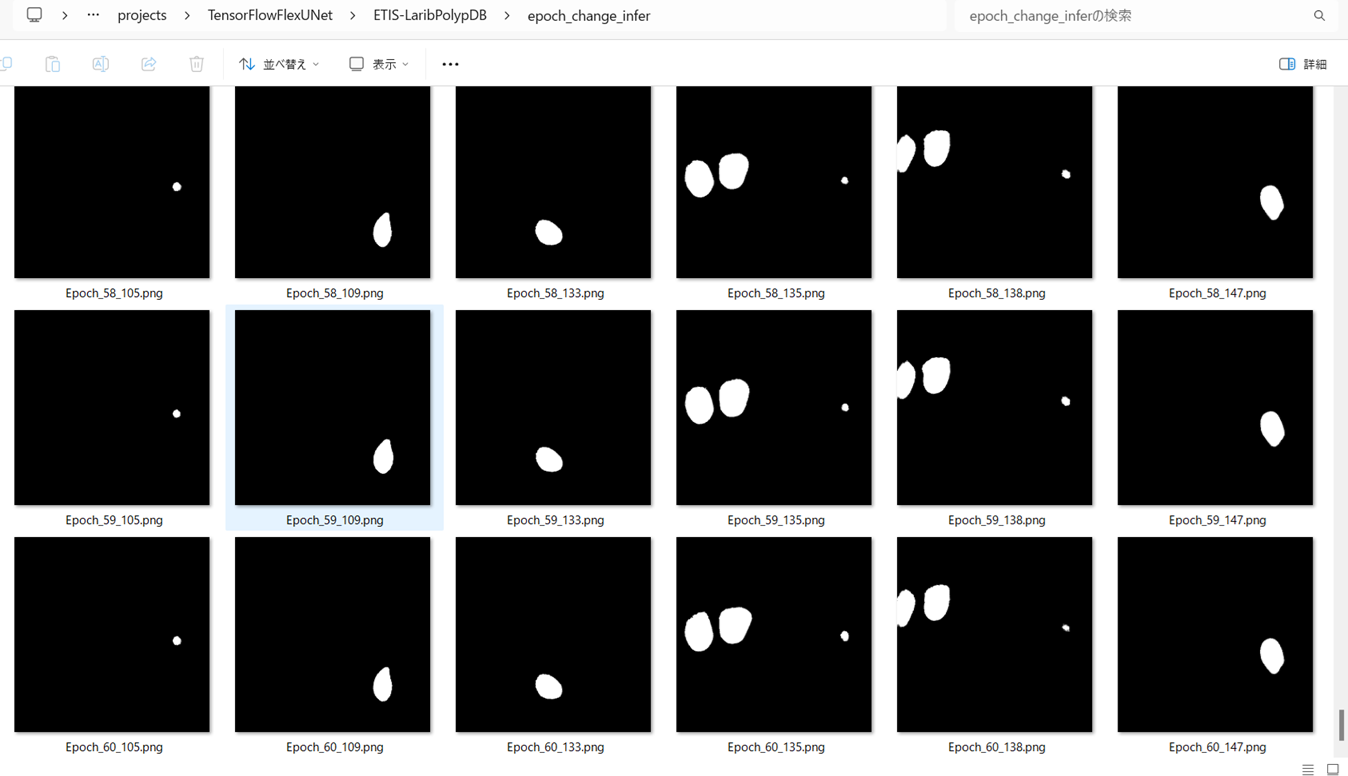 projects > TensorFlowFlexUNet > ETIS-LaribPolypDB > epoch_change_infer
epoch_change_inferの検索
並べ替え 表示 詳細
Epoch_58_105.png Epoch_58_109.png Epoch_58_133.png Epoch_58_135.png Epoch_58_138.png Epoch_58_147.png
Epoch_59_105.png Epoch_59_109.png Epoch_59_133.png Epoch_59_135.png Epoch_59_138.png Epoch_59_147.png
Epoch_60_105.png Epoch_60_109.png Epoch_60_133.png Epoch_60_135.png Epoch_60_138.png Epoch_60_147.png